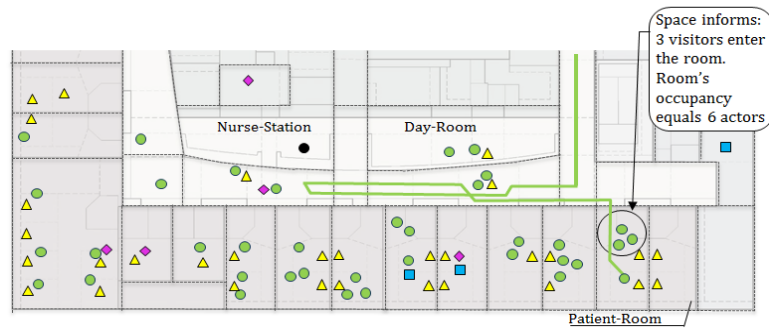 Space informs:
3 visitors enter
the room.
Room's
occupancy
equals 6 actors
Nurse-Station
Day-Room
Patient-Room